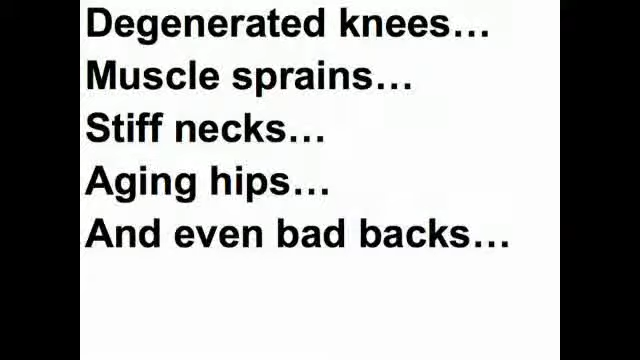 Degenerated knees…
Muscle sprains…
Stiff necks…
Aging hips…
And even bad backs…